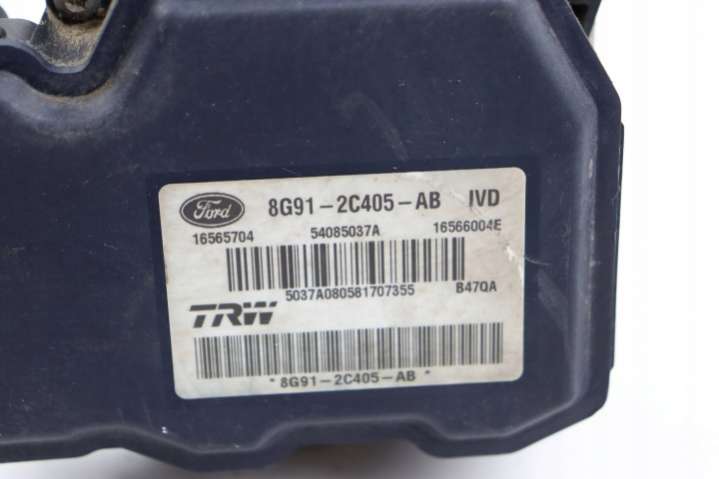 Ford 8G91-2C405-AB IVD
16565704 54085037A 16566004E
5037A080581707355 B47QA
TRW
*8G91-2C405-AB*